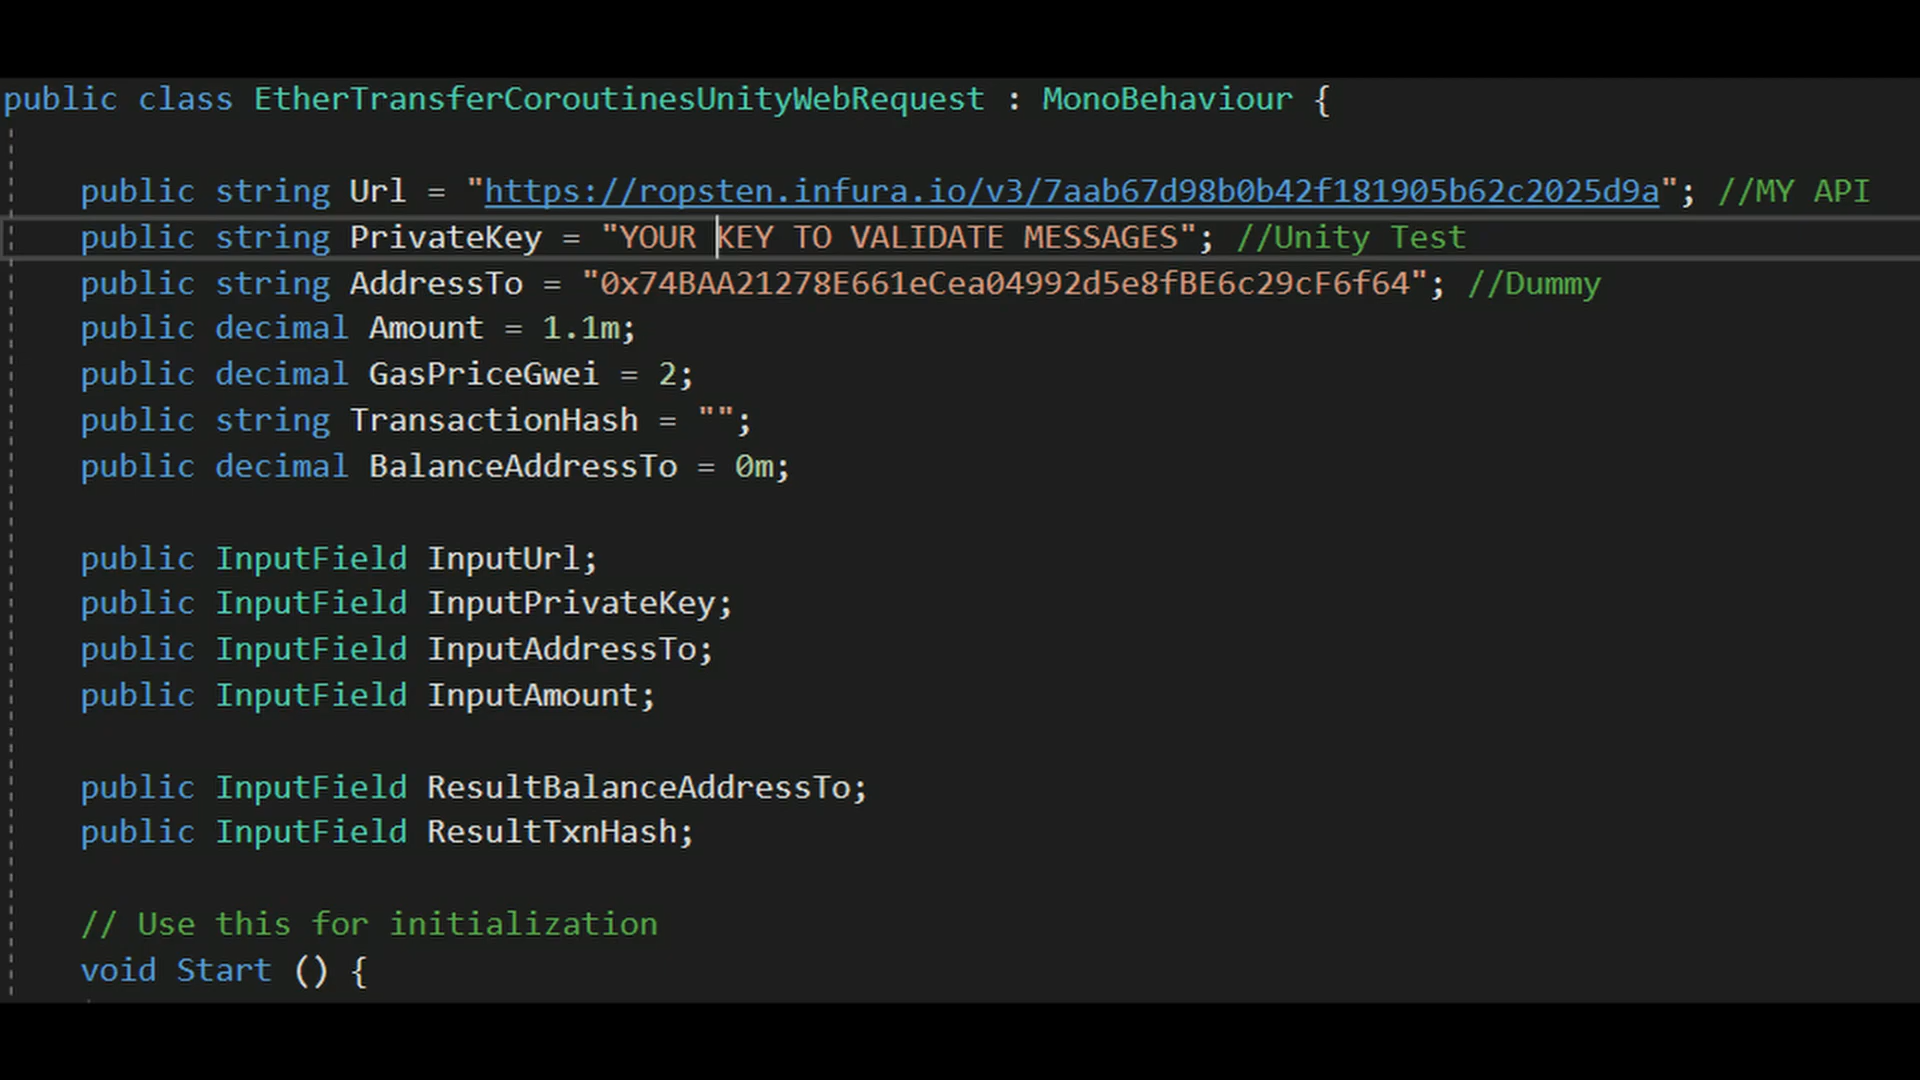 public class EtherTransferCoroutinesUnityWebRequest : MonoBehaviour {
public string Url = "https://ropsten.infura.io/v3/7aab67d98b0b42f181905b62c2025d9a"; //MY API
public string PrivateKey = "YOUR KEY TO VALIDATE MESSAGES"; //Unity Test
public string AddressTo = "0x74BAA21278E661eCea04992d5e8fBE6c29cF6f64"; //Dummy
public decimal Amount = 1.1m;
public decimal GasPriceGwei = 2;
public string TransactionHash = "";
public decimal BalanceAddressTo = 0m;
public InputField InputUrl;
public InputField InputPrivateKey;
public InputField InputAddressTo;
public InputField InputAmount;
public InputField ResultBalanceAddressTo;
public InputField ResultTxnHash;
// Use this for initialization
void Start () {